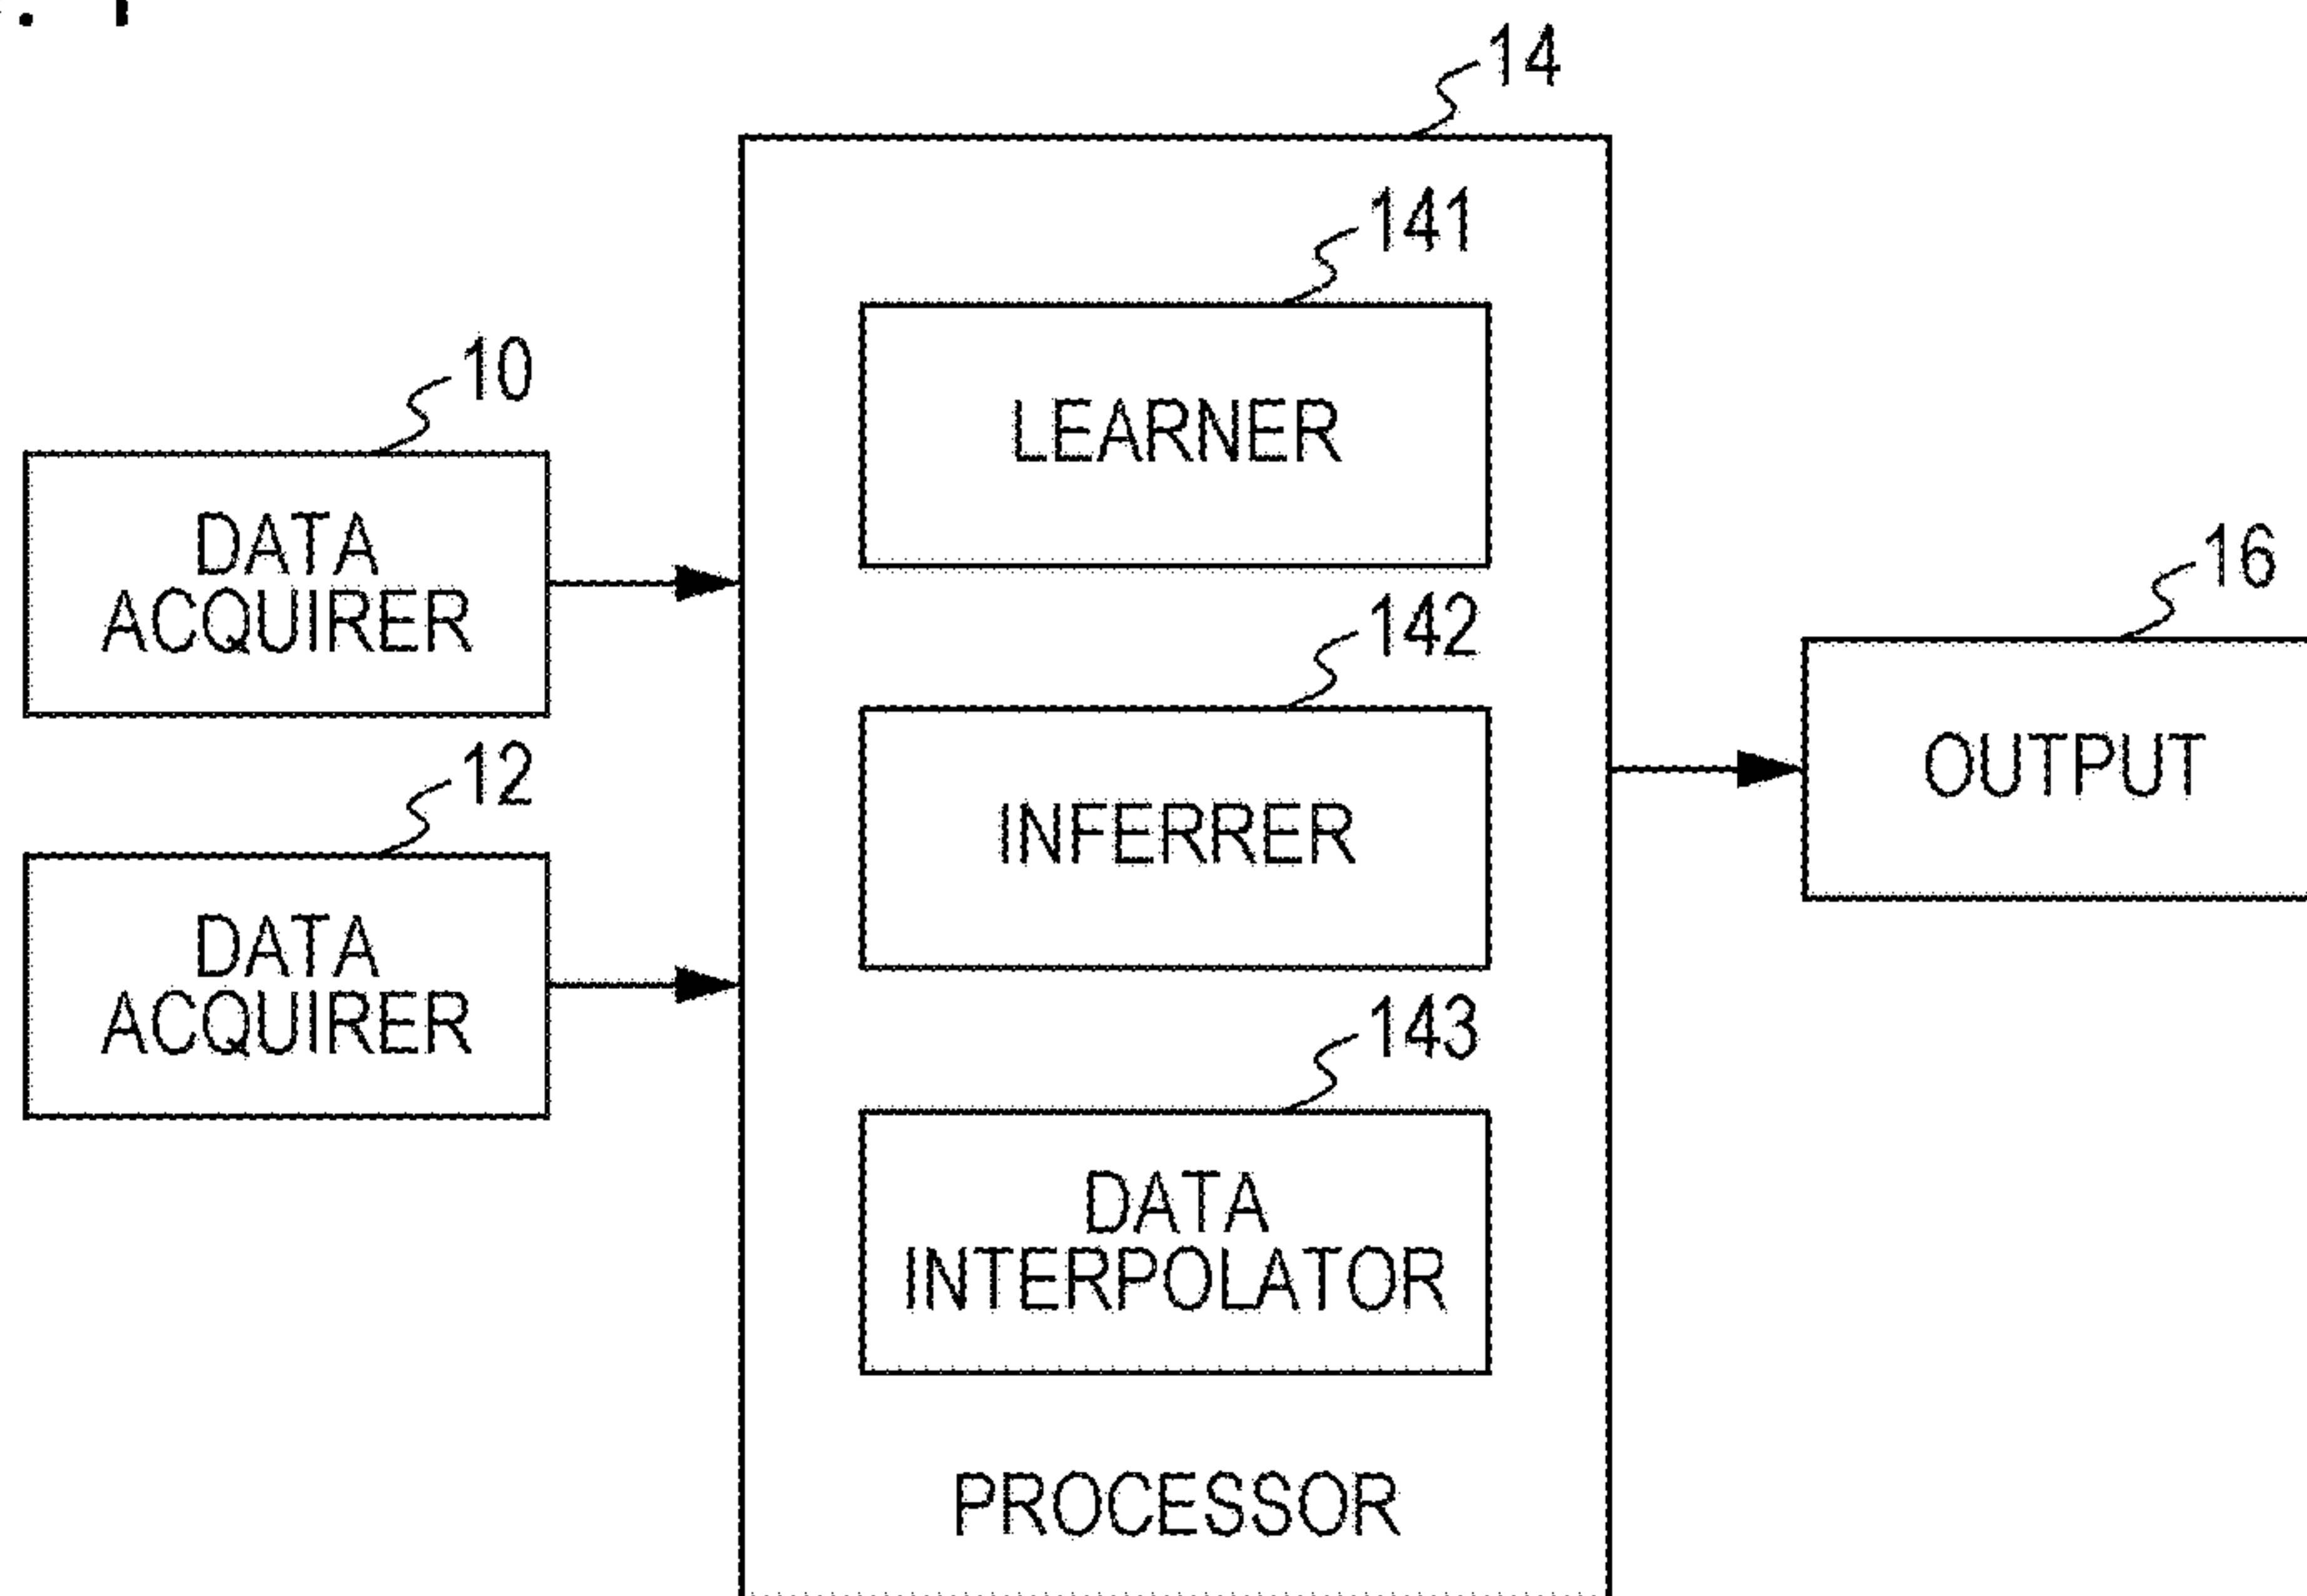 14
141
LEARNER
10
DATA
ACQUIRER
142
INFERRER
16
OUTPUT
12
DATA
ACQUIRER
143
DATA
INTERPOLATOR
PROCESSOR